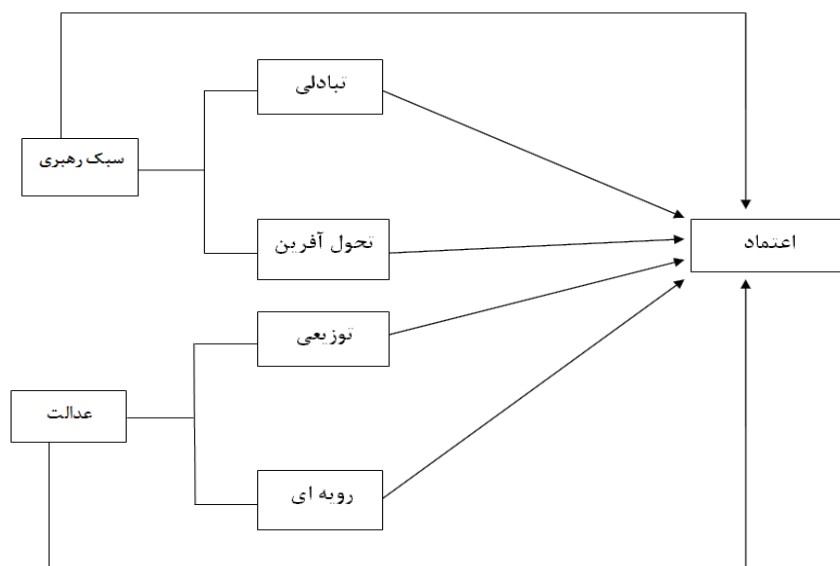 تبادلی
سبک رهبری
تحول آفرین
اعتماد
توزیعی
عدالت
رویه ای